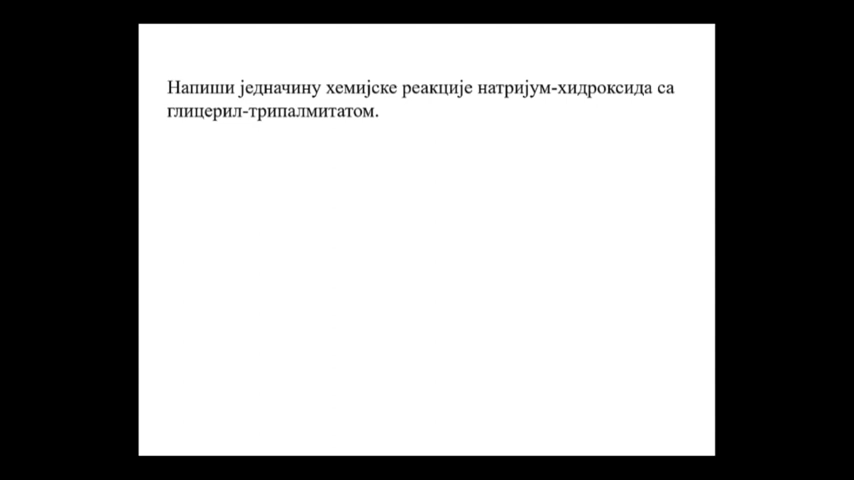 Напиши једначину хемијске реакције натријум-хидроксида са
глицерил-трипалмитатом.